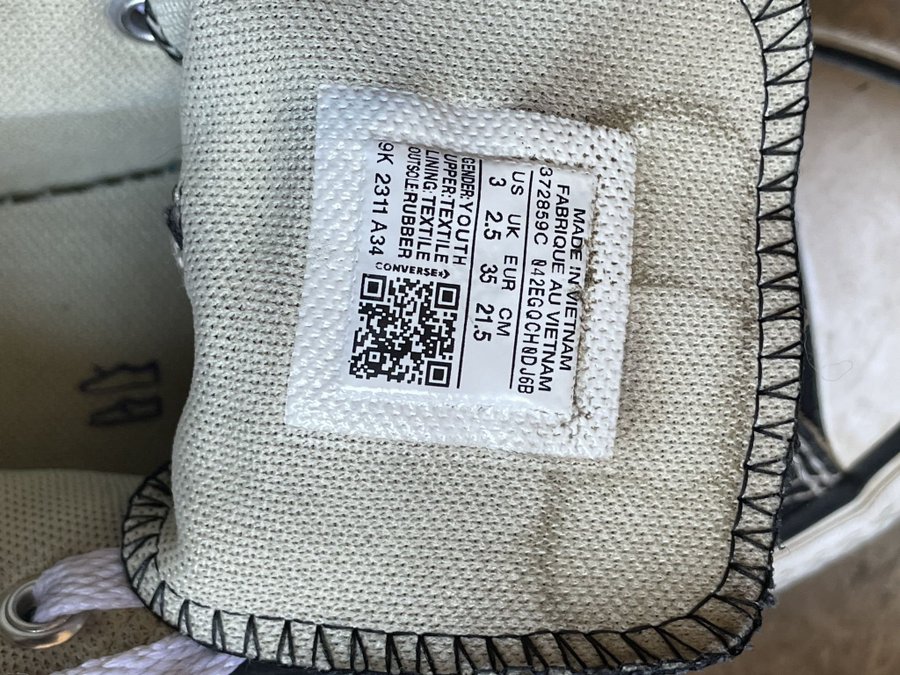 MADE IN VIETNAM
FABRIQUE AU VIETNAM
372859C 042EGQCH0DJ6B
US UK EUR CM
3 2.5 35 21.5
GENDER:YOUTH
UPPER:TEXTILE
LINING:TEXTILE
OUTSOLE:RUBBER
9K 2311 A34
CONVERSE